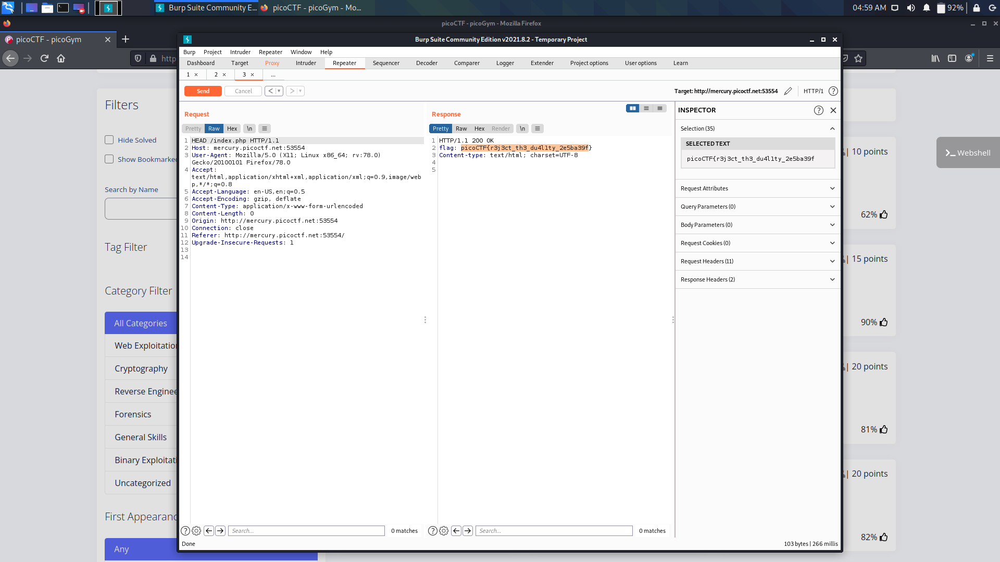 Burp Suite Community E...
picoCTF - picoGym - Mo...
04:59 AM
92%
picoCTF - picoGym - Mozilla Firefox
picoCTF - picoGym
http
Burp Suite Community Edition v2021.8.2 - Temporary Project
Burp Project Intruder Repeater Window Help
Dashboard Target Proxy Intruder Repeater Sequencer Decoder Comparer Logger Extender Project options User options Learn
1 × 2 × 3 × ...
Send Cancel < >
Target: http://mercury.picoctf.net:53554
HTTP/1 ?
Request
Pretty Raw Hex \n
1 HEAD /index.php HTTP/1.1
2 Host: mercury.picoctf.net:53554
3 User-Agent: Mozilla/5.0 (X11; Linux x86_64; rv:78.0)
Gecko/20100101 Firefox/78.0
4 Accept:
text/html,application/xhtml+xml,application/xml;q=0.9,image/web
p,*/*;q=0.8
5 Accept-Language: en-US,en;q=0.5
6 Accept-Encoding: gzip, deflate
7 Content-Type: application/x-www-form-urlencoded
8 Content-Length: 0
9 Origin: http://mercury.picoctf.net:53554
10 Connection: close
11 Referer: http://mercury.picoctf.net:53554/
12 Upgrade-Insecure-Requests: 1
13
14
Search...
0 matches
Done
Response
Pretty Raw Hex Render \n
1 HTTP/1.1 200 OK
2 flag: picoCTF{r3j3ct_th3_du4l1ty_2e5ba39f}
3 Content-type: text/html; charset=UTF-8
4
5
Search...
0 matches
103 bytes | 266 millis
INSPECTOR
Selection (35)
SELECTED TEXT
picoCTF{r3j3ct_th3_du4l1ty_2e5ba39f
Request Attributes
Query Parameters (0)
Body Parameters (0)
Request Cookies (0)
Request Headers (11)
Response Headers (2)
Filters
Hide Solved
Show Bookmarked
Search by Name
Tag Filter
Category Filter
All Categories
Web Exploitation
Cryptography
Reverse Enginee
Forensics
General Skills
Binary Exploitati
Uncategorized
First Appearanc
Any
| 10 points
62%
| 15 points
90%
| 20 points
81%
| 20 points
82%
Webshell